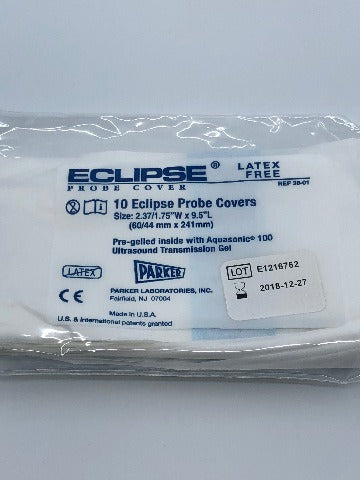 ECLIPSE®
PROBE COVER
LATEX
FREE
REF 38-01
10 Eclipse Probe Covers
Size: 2.37/1.75"W x 9.5"L
(60/44 mm x 241mm)
Pre-gelled inside with Aquasonic® 100
Ultrasound Transmission Gel
LATEX
PARKER
CE
PARKER LABORATORIES, INC.
Fairfield, NJ 07004
Made in U.S.A.
U.S. & International patents granted
LOT E1216762
2018-12-27